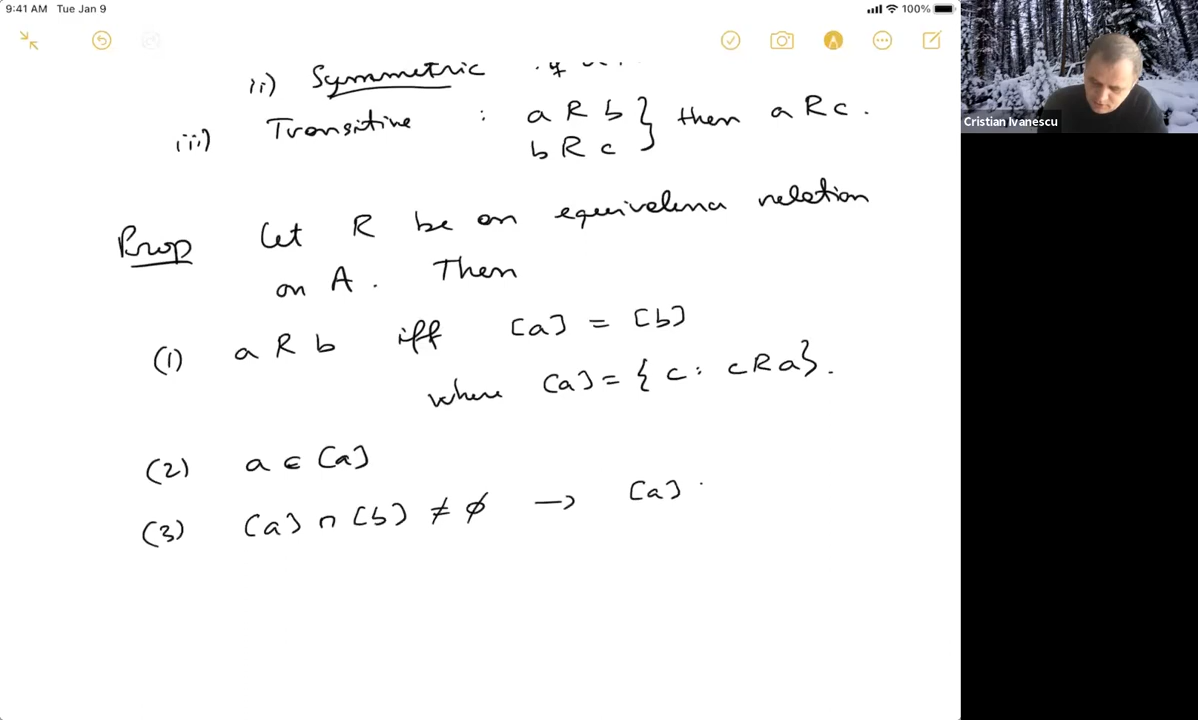 9:41 AM Tue Jan 9
100%
Cristian Ivanescu
ii) Symmetric
iii) Transitive : a R b } then a R c .
b R c
Prop Let R be an equivalence relation
on A . Then
(1) a R b iff [a] = [b]
where [a] = { c : c R a } .
(2) a ∈ [a]
(3) [a] ∩ [b] ≠ ∅ → [a]